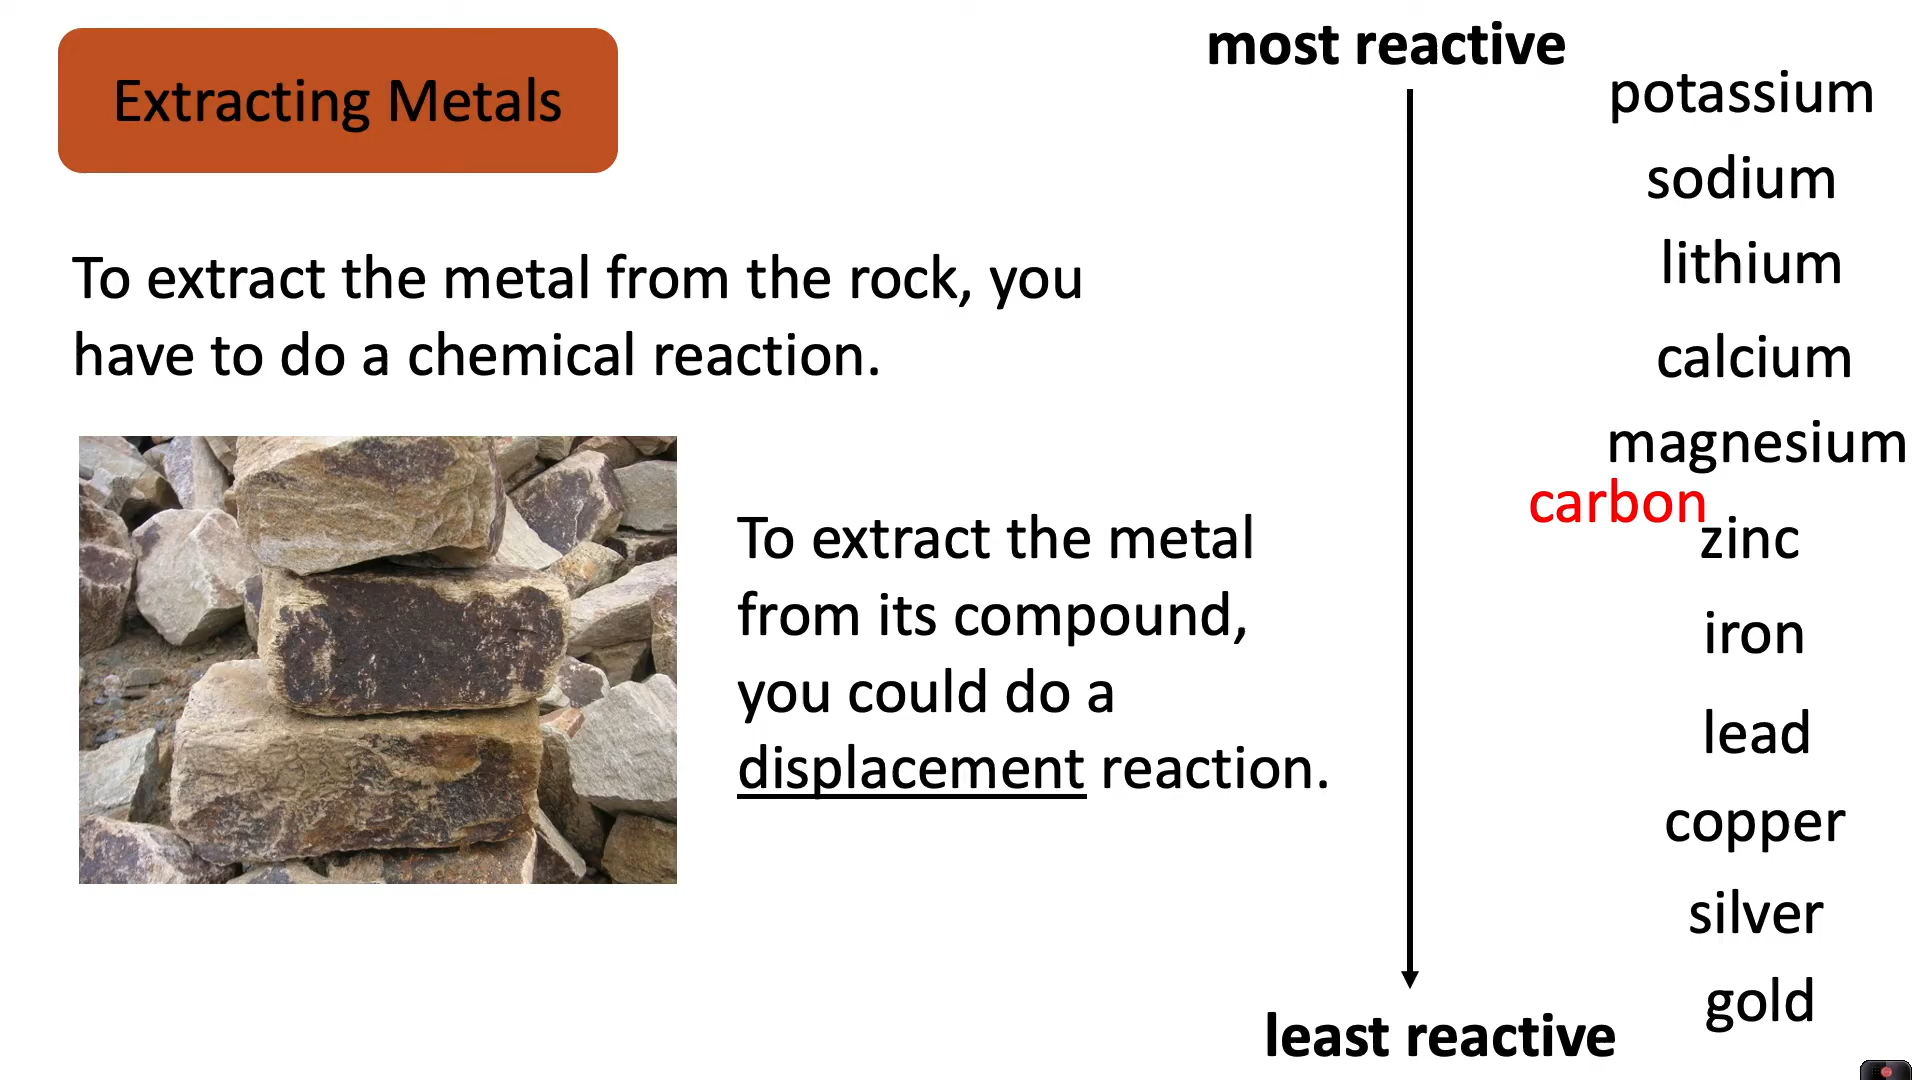 Extracting Metals
To extract the metal from the rock, you
have to do a chemical reaction.
To extract the metal
from its compound,
you could do a
displacement reaction.
most reactive
potassium
sodium
lithium
calcium
magnesium
carbon
zinc
iron
lead
copper
silver
gold
least reactive